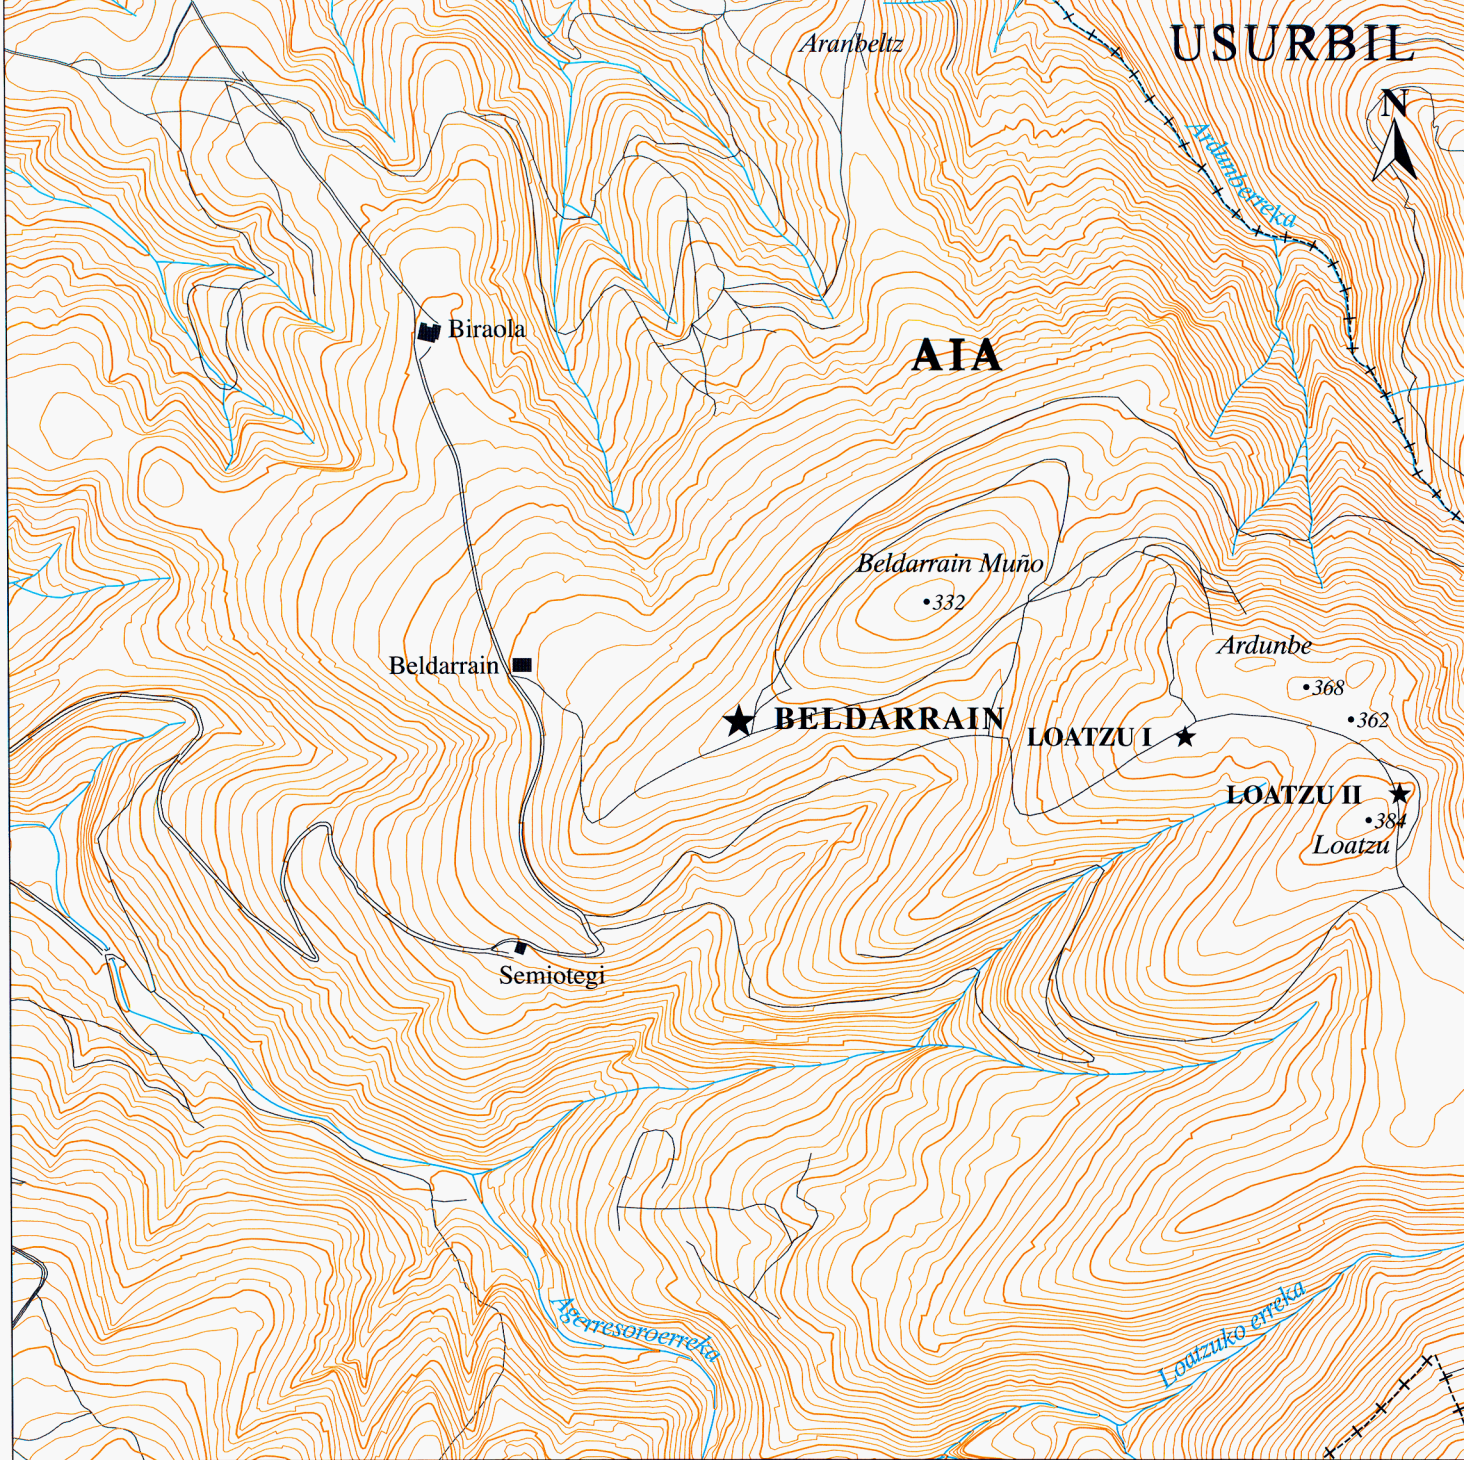 Aranbeltz
USURBIL
N
Ardunberreka
Biraola
AIA
Beldarrain Muño
332
Ardunbe
Beldarrain
368
BELDARRAIN
362
LOATZU I
LOATZU II
384
Loatzu
Semiotegi
Agerresoroerreka
Loatzuko erreka